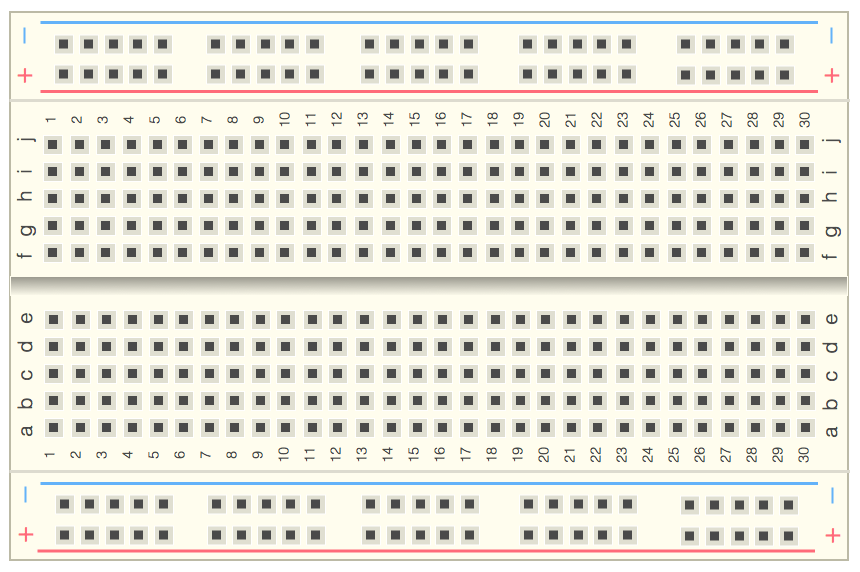 − −
+ +
1 2 3 4 5 6 7 8 9 10 11 12 13 14 15 16 17 18 19 20 21 22 23 24 25 26 27 28 29 30
j j
i i
h h
g g
f f
e e
d d
c c
b b
a a
1 2 3 4 5 6 7 8 9 10 11 12 13 14 15 16 17 18 19 20 21 22 23 24 25 26 27 28 29 30
− −
+ +